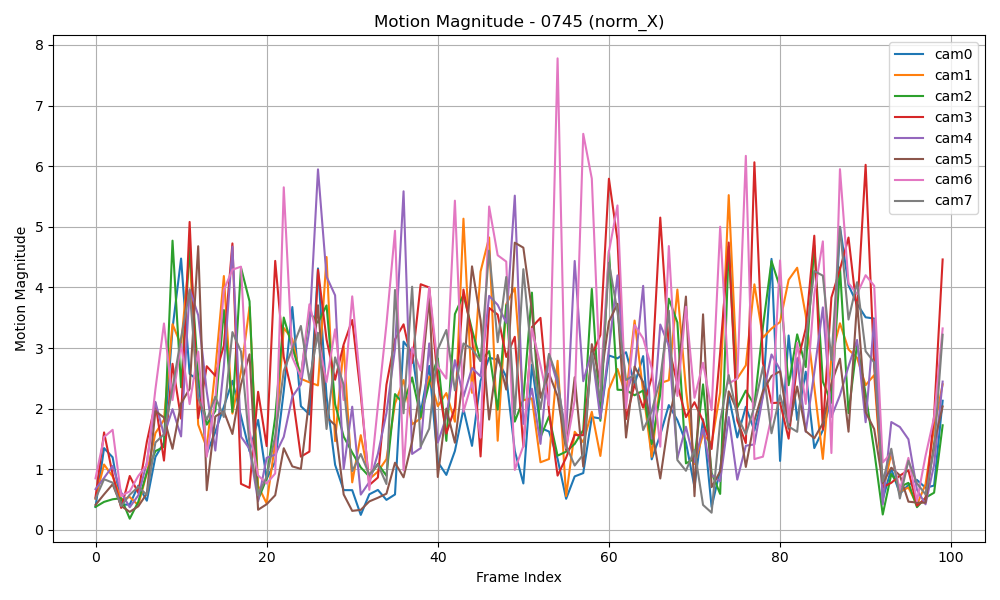 Motion Magnitude - 0745 (norm_X)
Motion Magnitude
8
7
6
5
4
3
2
1
0
0
20
40
60
80
100
Frame Index
cam0
cam1
cam2
cam3
cam4
cam5
cam6
cam7